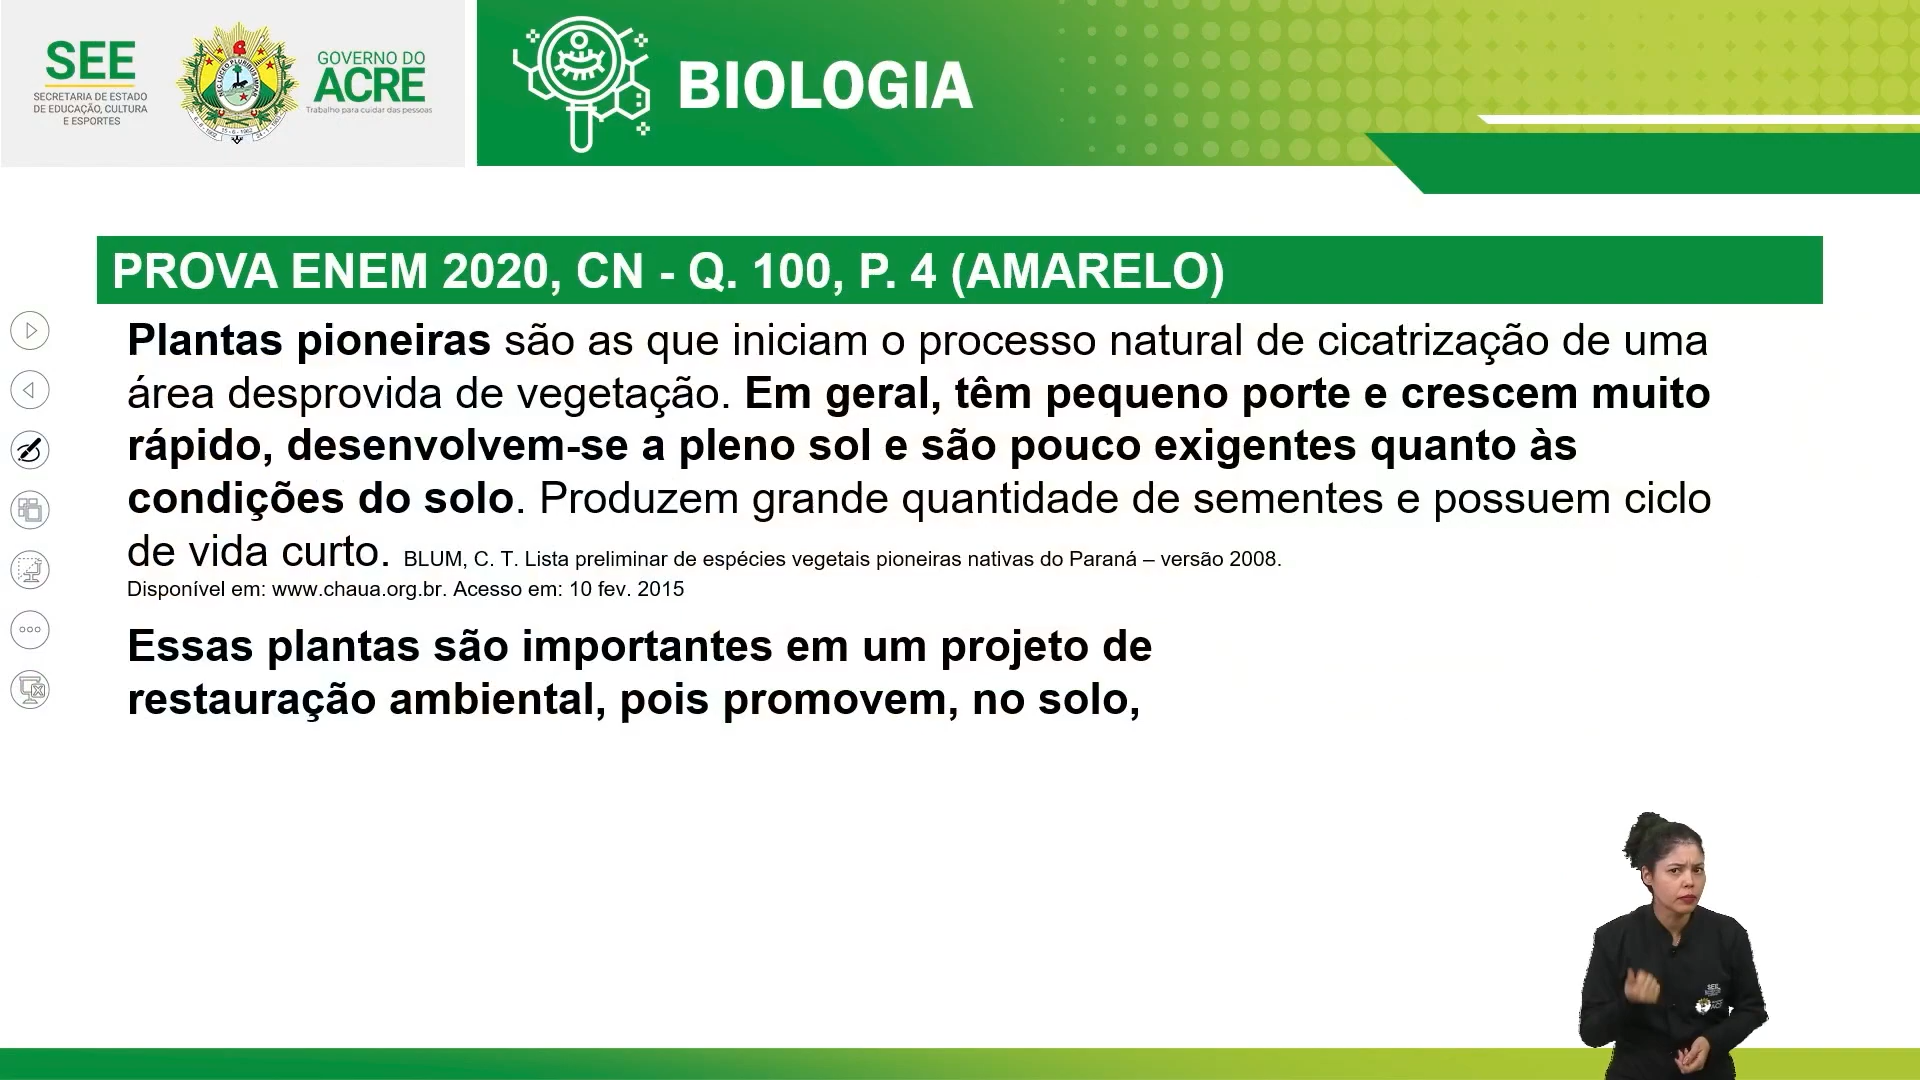 SEE
SECRETARIA DE ESTADO
DE EDUCAÇÃO, CULTURA
E ESPORTES
GOVERNO DO
ACRE
Trabalho para cuidar das pessoas
BIOLOGIA
PROVA ENEM 2020, CN - Q. 100, P. 4 (AMARELO)
Plantas pioneiras são as que iniciam o processo natural de cicatrização de uma
área desprovida de vegetação. Em geral, têm pequeno porte e crescem muito
rápido, desenvolvem-se a pleno sol e são pouco exigentes quanto às
condições do solo. Produzem grande quantidade de sementes e possuem ciclo
de vida curto. BLUM, C. T. Lista preliminar de espécies vegetais pioneiras nativas do Paraná – versão 2008.
Disponível em: www.chaua.org.br. Acesso em: 10 fev. 2015
Essas plantas são importantes em um projeto de
restauração ambiental, pois promovem, no solo,